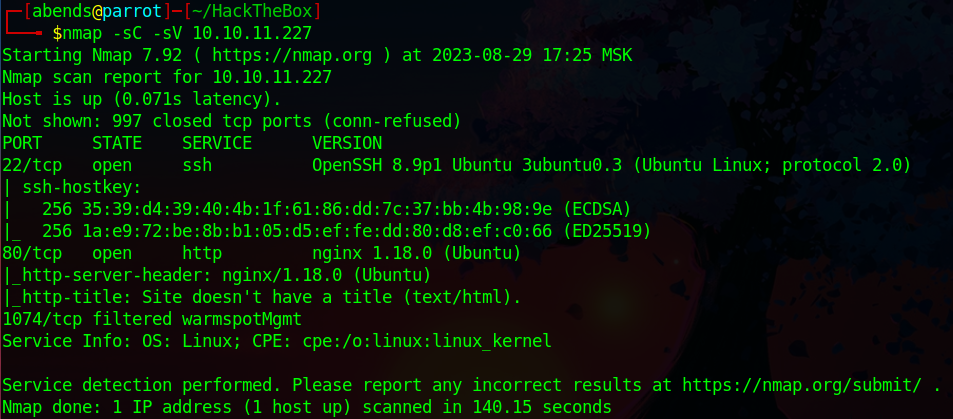 ┌─[abends@parrot]─[~/HackTheBox]
└──╼ $nmap -sC -sV 10.10.11.227
Starting Nmap 7.92 ( https://nmap.org ) at 2023-08-29 17:25 MSK
Nmap scan report for 10.10.11.227
Host is up (0.071s latency).
Not shown: 997 closed tcp ports (conn-refused)
PORT     STATE    SERVICE      VERSION
22/tcp   open     ssh          OpenSSH 8.9p1 Ubuntu 3ubuntu0.3 (Ubuntu Linux; protocol 2.0)
| ssh-hostkey:
|   256 35:39:d4:39:40:4b:1f:61:86:dd:7c:37:bb:4b:98:9e (ECDSA)
|_  256 1a:e9:72:be:8b:b1:05:d5:ef:fe:dd:80:d8:ef:c0:66 (ED25519)
80/tcp   open     http         nginx 1.18.0 (Ubuntu)
|_http-server-header: nginx/1.18.0 (Ubuntu)
|_http-title: Site doesn't have a title (text/html).
1074/tcp filtered warmspotMgmt
Service Info: OS: Linux; CPE: cpe:/o:linux:linux_kernel

Service detection performed. Please report any incorrect results at https://nmap.org/submit/ .
Nmap done: 1 IP address (1 host up) scanned in 140.15 seconds